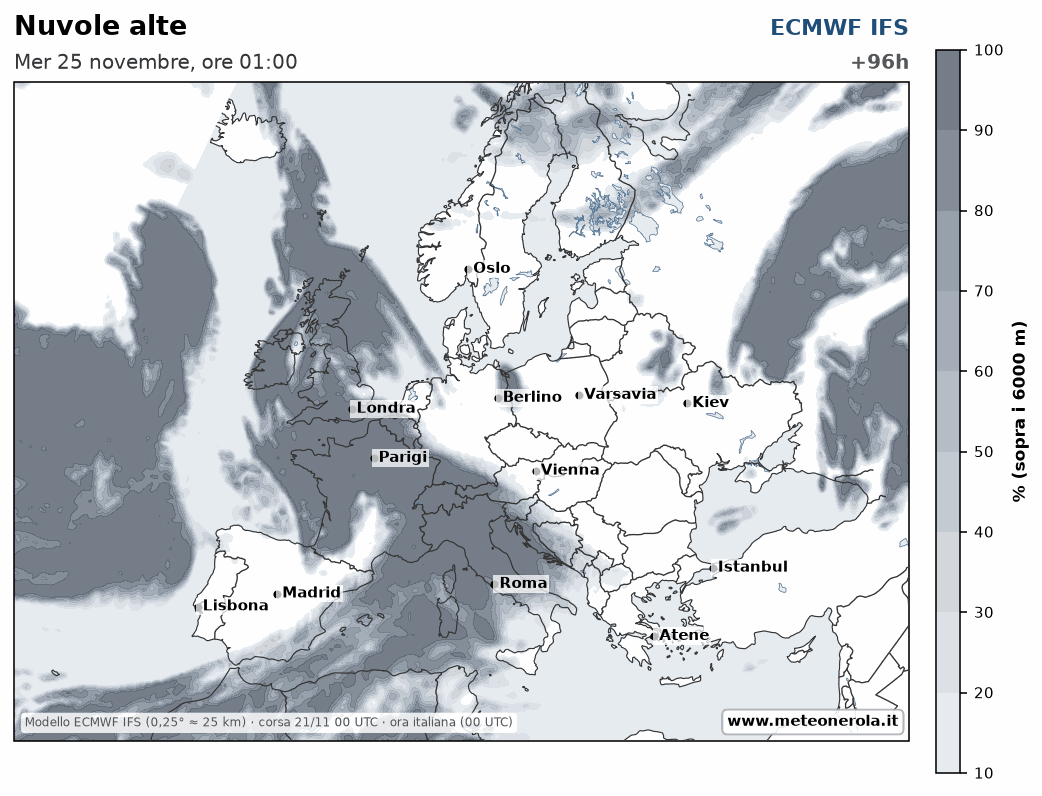 Nuvole alte
ECMWF IFS
Mer 25 novembre, ore 01:00
+96h
Oslo
Berlino
Varsavia
Kiev
Londra
Parigi
Vienna
Istanbul
Roma
Madrid
Lisbona
Atene
Modello ECMWF IFS (0,25° ≈ 25 km) · corsa 21/11 00 UTC · ora italiana (00 UTC)
www.meteonerola.it
100
90
80
70
60
50
40
30
20
10
% (sopra i 6000 m)